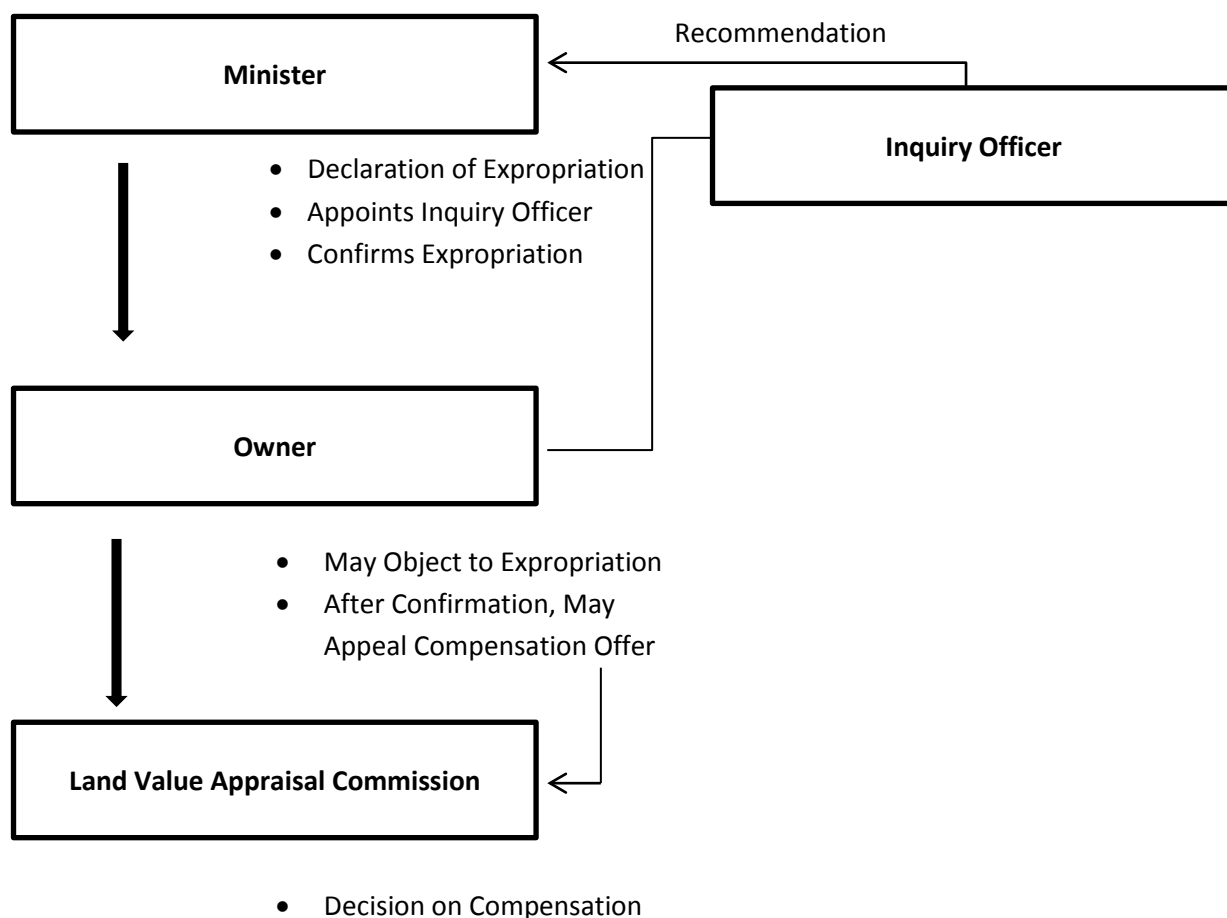 Recommendation
Minister
Inquiry Officer
• Declaration of Expropriation
• Appoints Inquiry Officer
• Confirms Expropriation
Owner
• May Object to Expropriation
• After Confirmation, May
Appeal Compensation Offer
Land Value Appraisal Commission
• Decision on Compensation